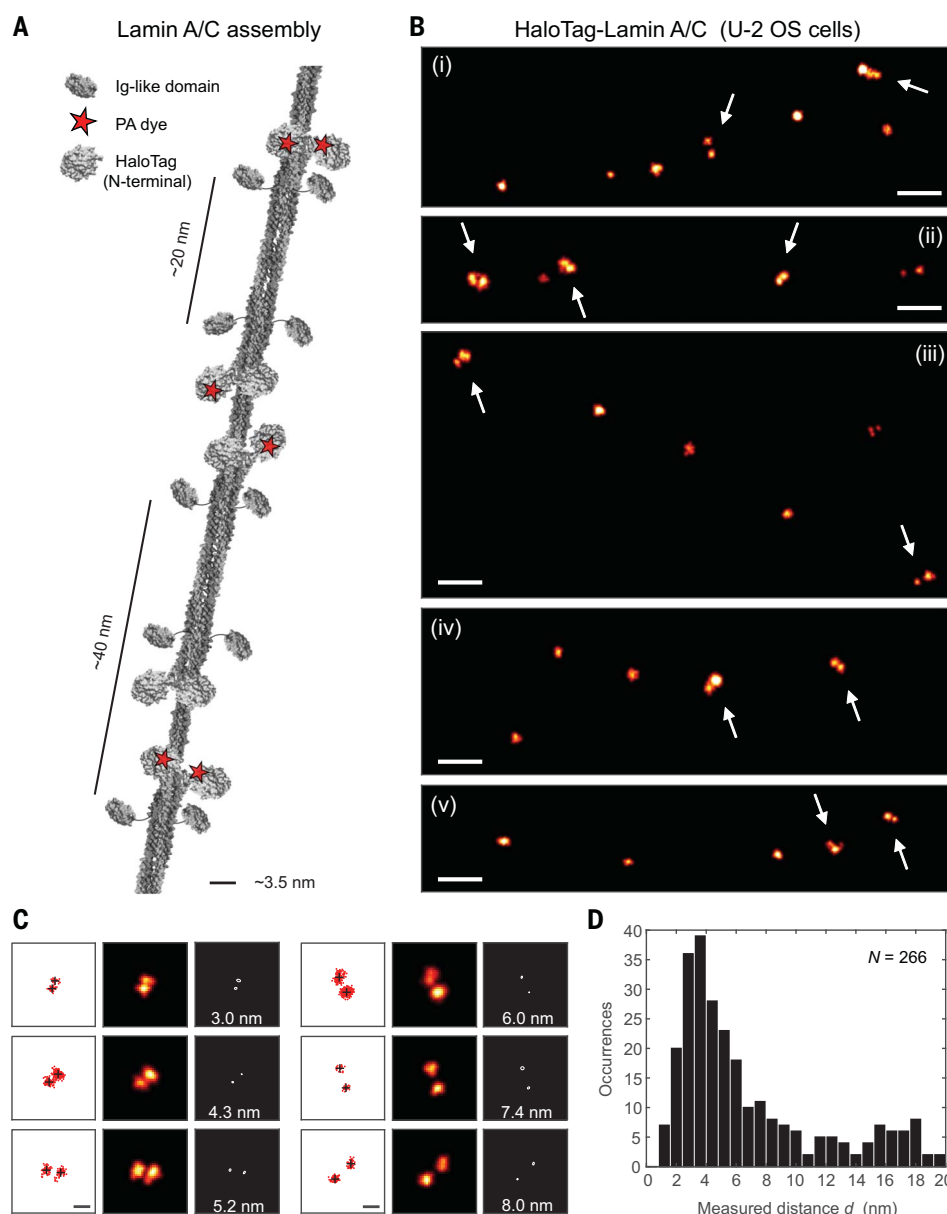 A
Lamin A/C assembly
Ig-like domain
PA dye
HaloTag
(N-terminal)
~20 nm
~40 nm
~3.5 nm
B
HaloTag-Lamin A/C (U-2 OS cells)
(i)
(ii)
(iii)
(iv)
(v)
C
3.0 nm
6.0 nm
4.3 nm
7.4 nm
5.2 nm
8.0 nm
D
N = 266
Occurrences
40
35
30
25
20
15
10
5
0
0 2 4 6 8 10 12 14 16 18 20
Measured distance d (nm)